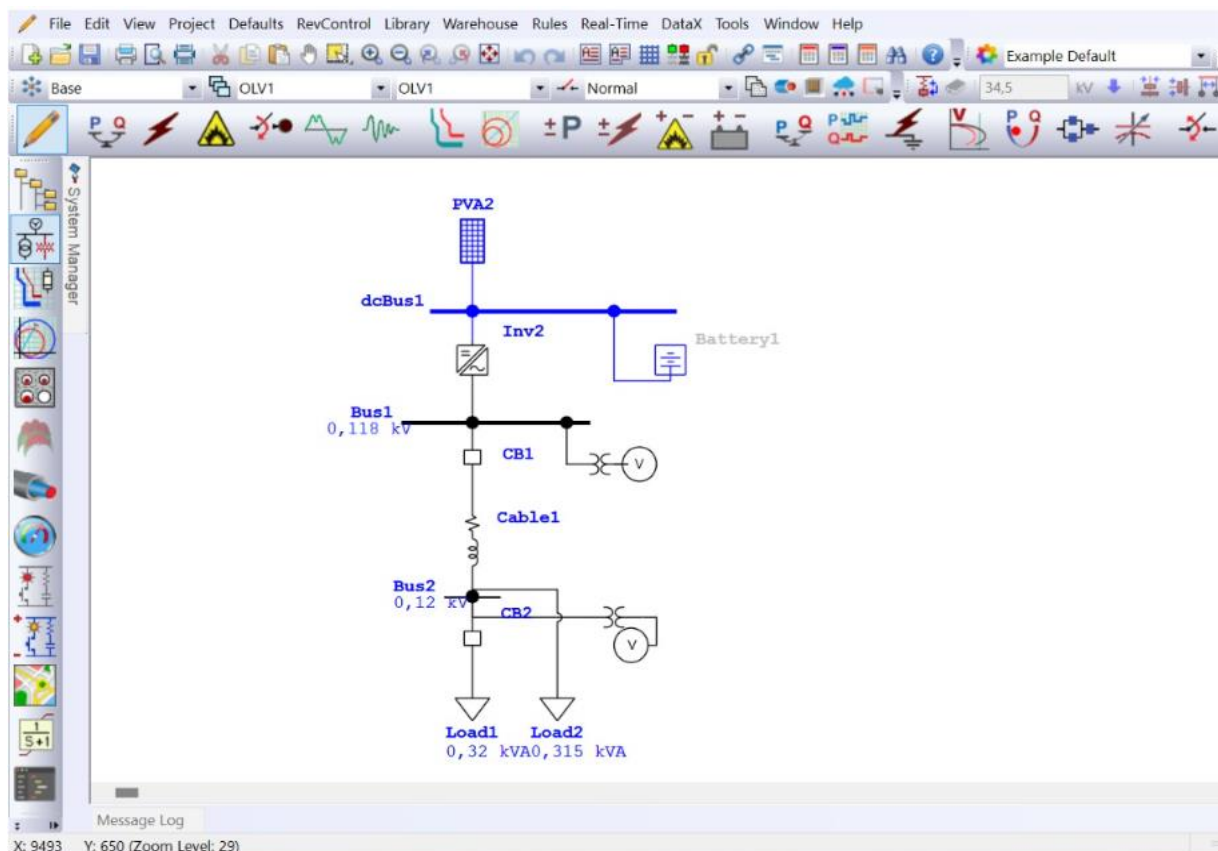 File Edit View Project Defaults RevControl Library Warehouse Rules Real-Time DataX Tools Window Help
Example Default
Base OLV1 OLV1 Normal 34,5 kV
P Q ± P P Q P Q V P Q
System Manager
PVA2
dcBus1
Inv2
Battery1
Bus1
0,118 kV
CB1
V
Cable1
Bus2
0,12 kV
CB2
V
Load1 Load2
0,32 kVA0,315 kVA
1
S+1
Message Log
X: 9493 Y: 650 (Zoom Level: 29)